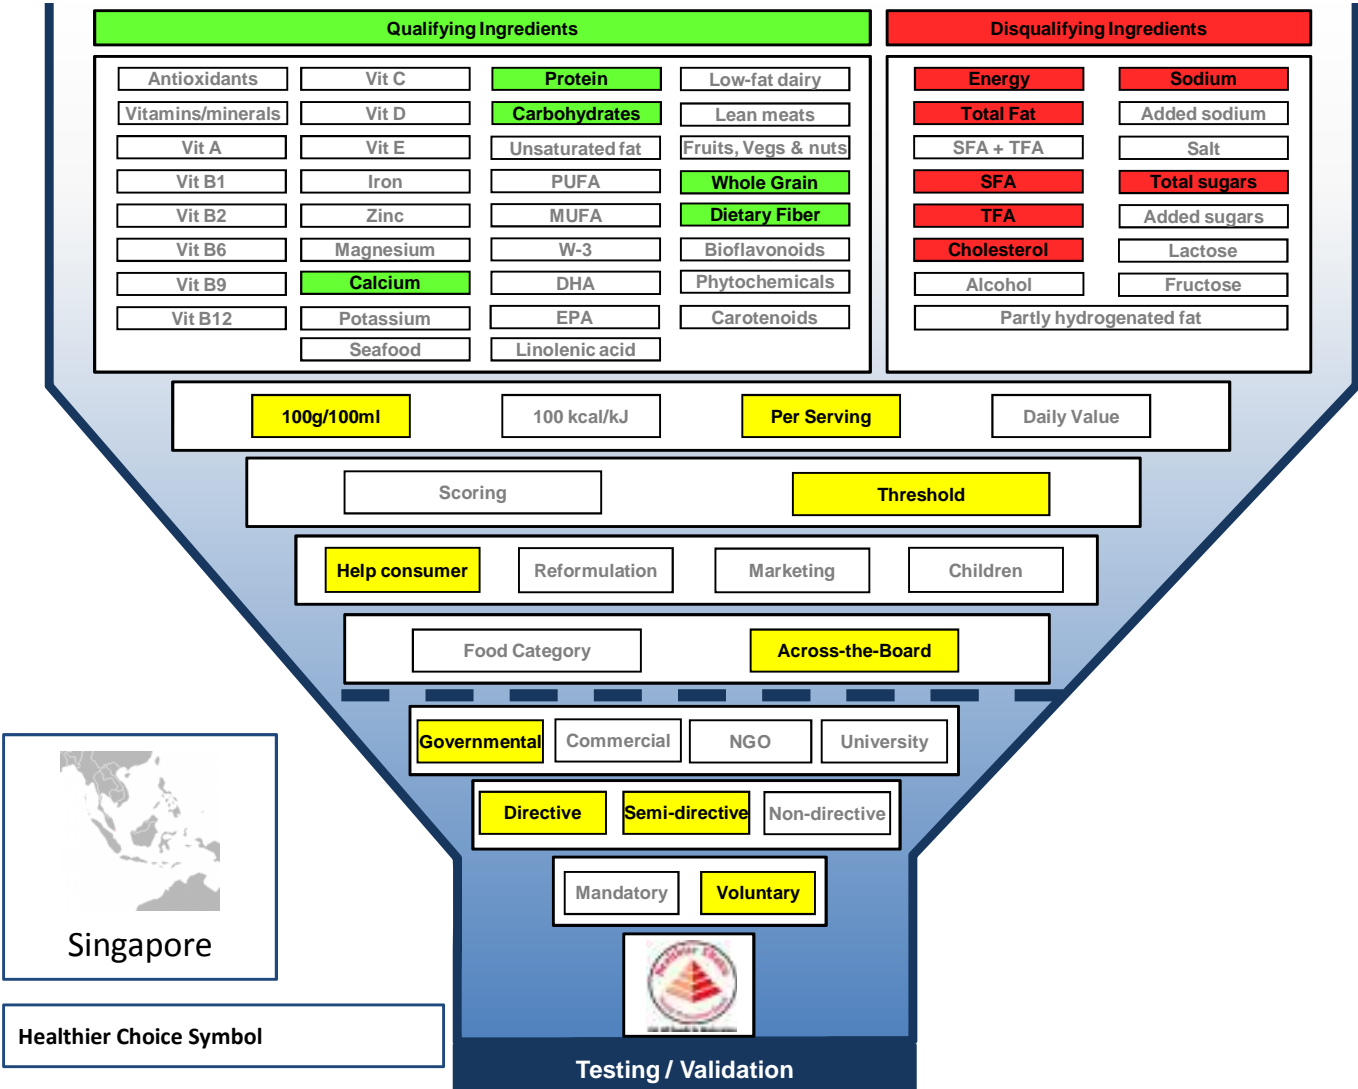 Qualifying Ingredients
Disqualifying Ingredients
Antioxidants
Vit C
Protein
Low-fat dairy
Energy
Sodium
Vitamins/minerals
Vit D
Carbohydrates
Lean meats
Total Fat
Added sodium
Vit A
Vit E
Unsaturated fat
Fruits, Vegs & nuts
SFA + TFA
Salt
Vit B1
Iron
PUFA
Whole Grain
SFA
Total sugars
Vit B2
Zinc
MUFA
Dietary Fiber
TFA
Added sugars
Vit B6
Magnesium
W-3
Bioflavonoids
Cholesterol
Lactose
Vit B9
Calcium
DHA
Phytochemicals
Alcohol
Fructose
Vit B12
Potassium
EPA
Carotenoids
Partly hydrogenated fat
Seafood
Linolenic acid
100g/100ml
100 kcal/kJ
Per Serving
Daily Value
Scoring
Threshold
Help consumer
Reformulation
Marketing
Children
Food Category
Across-the-Board
Governmental
Commercial
NGO
University
Directive
Semi-directive
Non-directive
Mandatory
Voluntary
Singapore
Healthier Choice
Healthier Choice Symbol
Testing / Validation